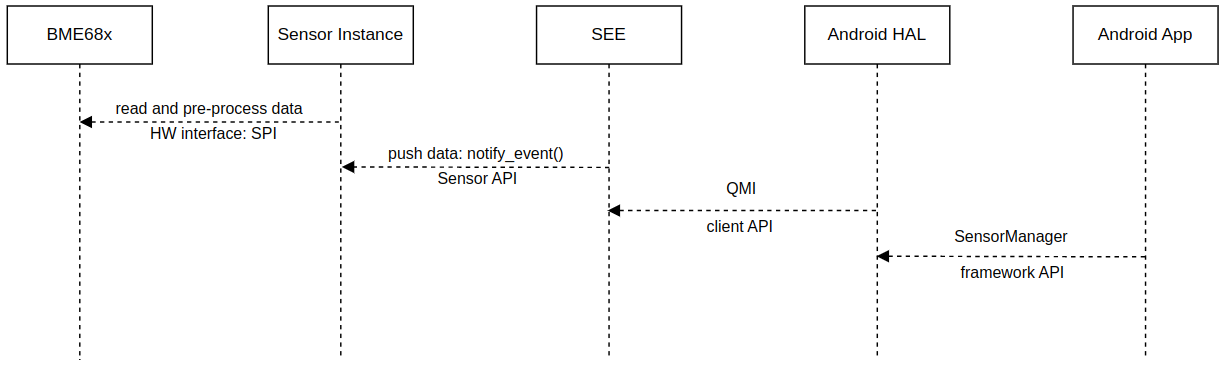 BME68x
Sensor Instance
SEE
Android HAL
Android App
read and pre-process data
HW interface: SPI
push data: notify_event()
Sensor API
QMI
client API
SensorManager
framework API